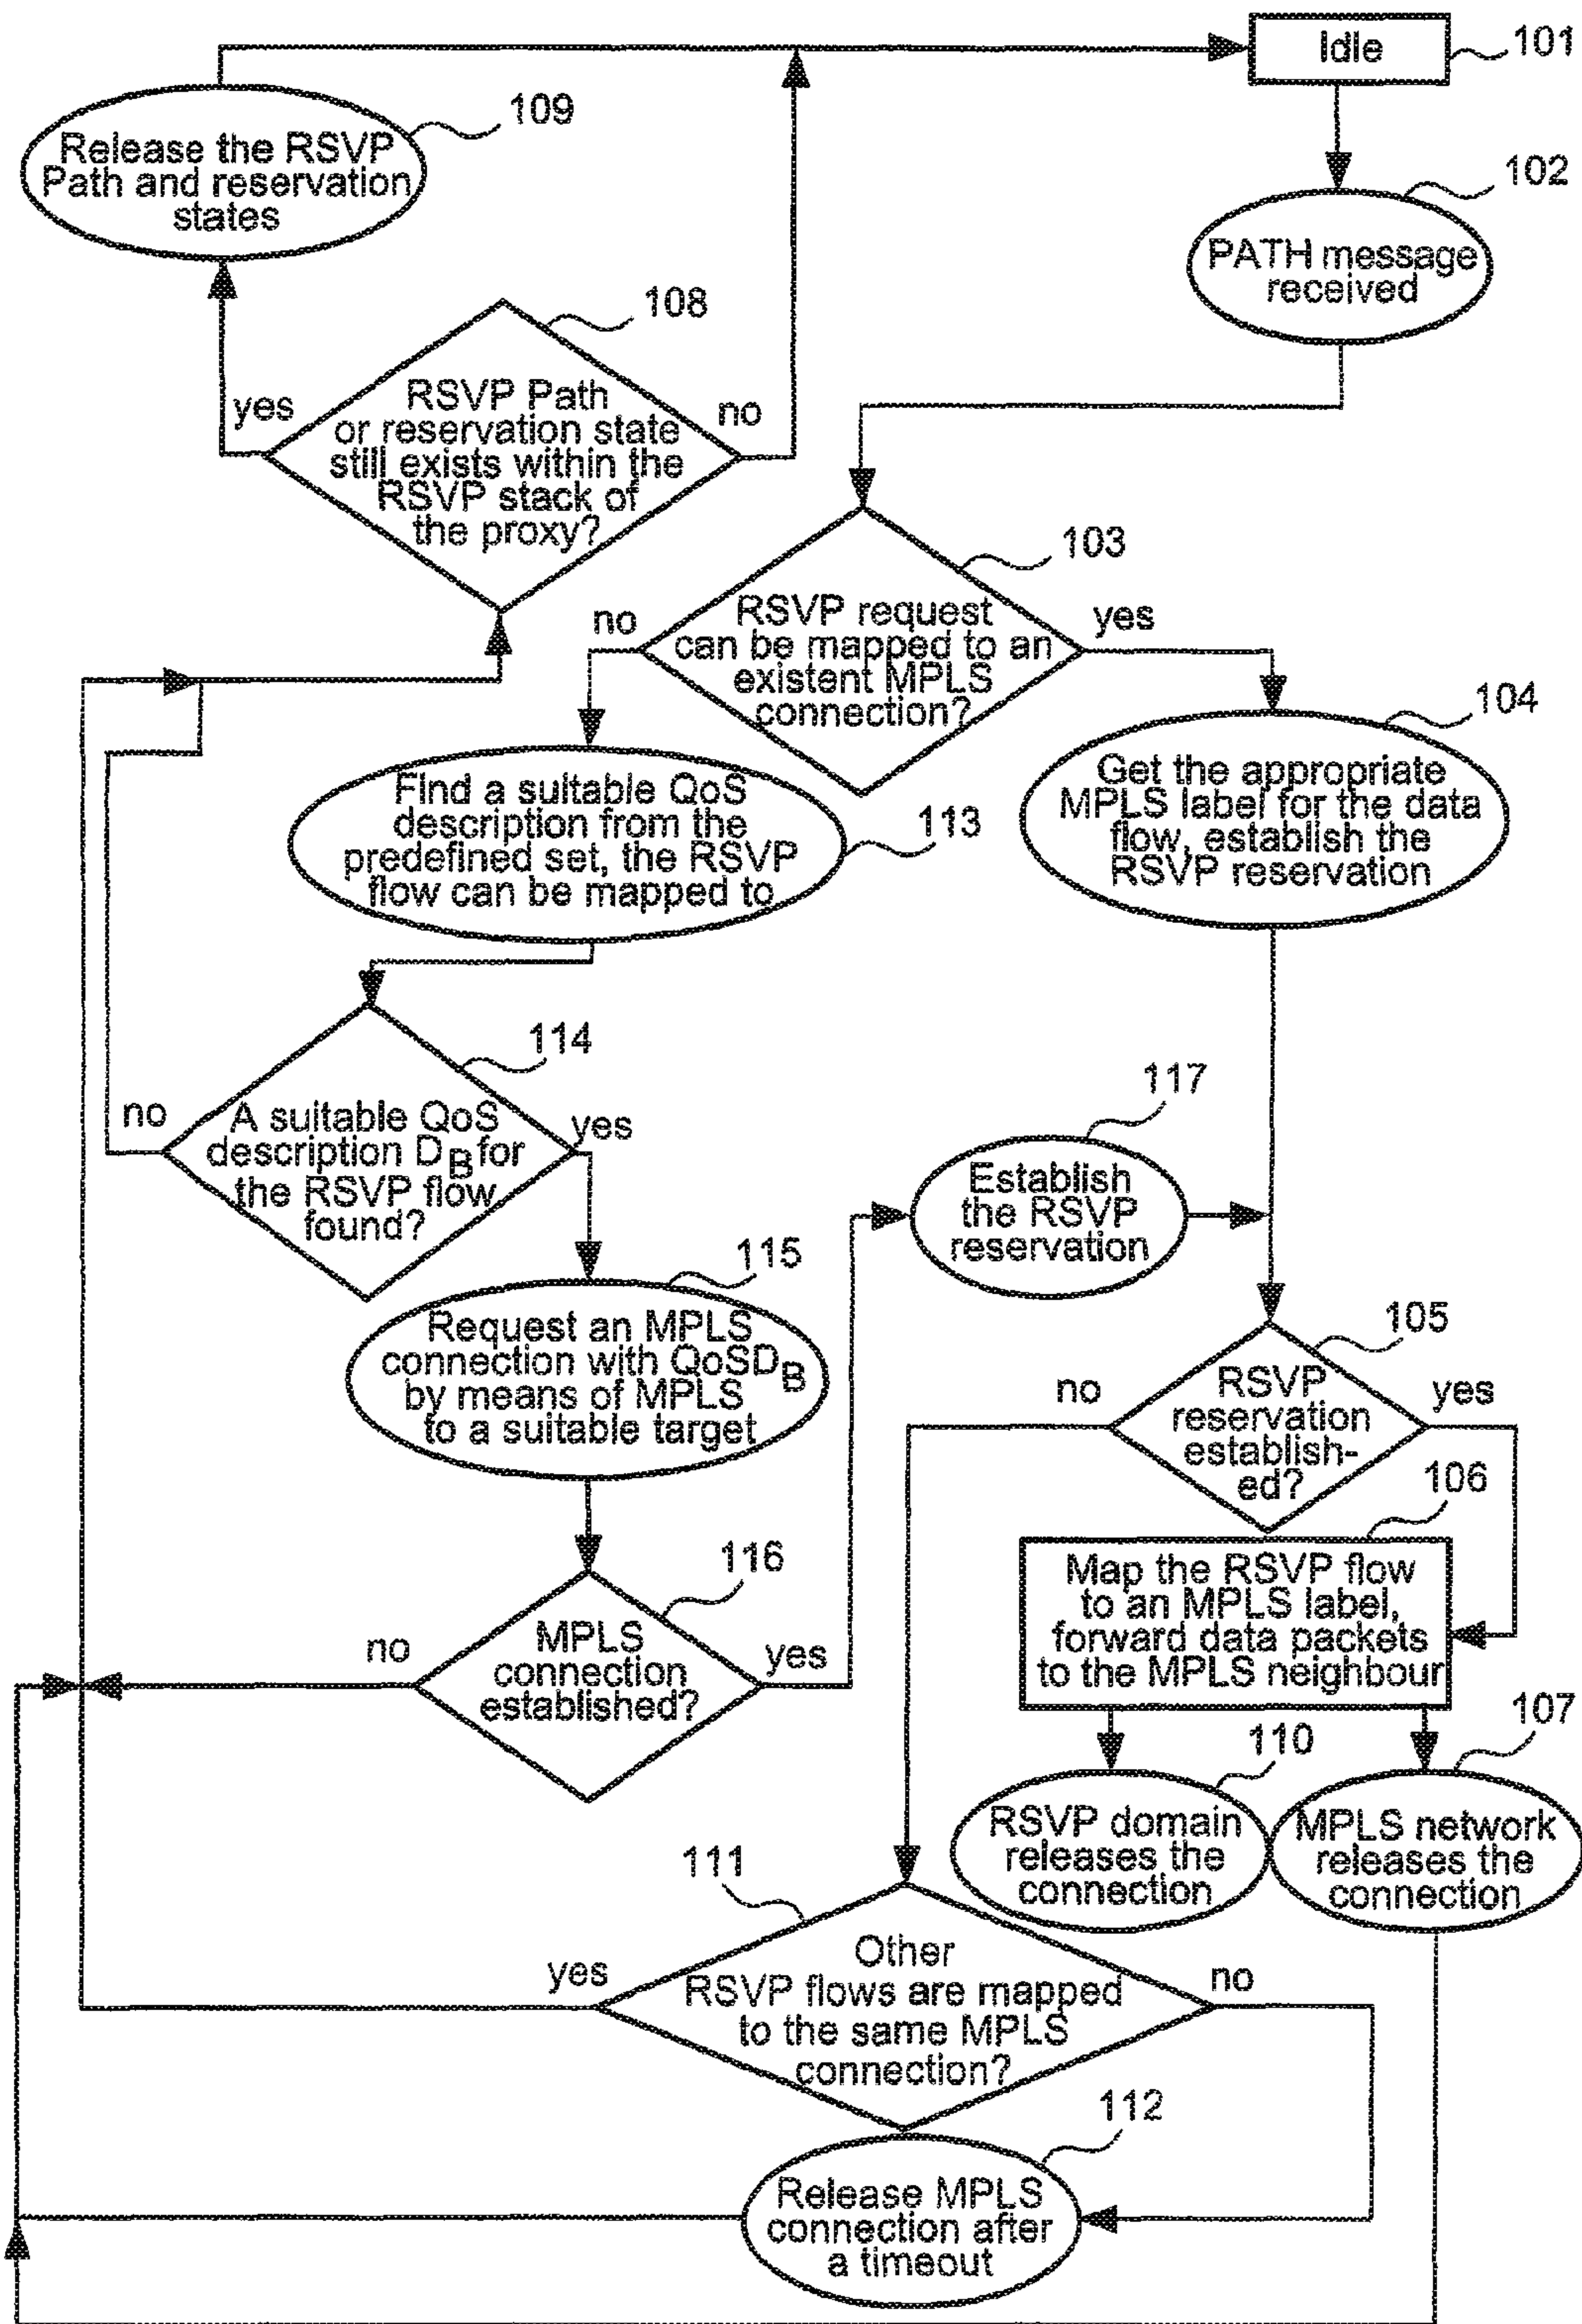 Idle
101
109
Release the RSVP
Path and reservation
states
102
PATH message
received
108
yes
RSVP Path
or reservation state
still exists within the
RSVP stack of
the proxy?
no
103
no
RSVP request
can be mapped to an
existent MPLS
connection?
yes
104
Get the appropriate
MPLS label for the data
flow, establish the
RSVP reservation
Find a suitable QoS
description from the
predefined set, the RSVP
flow can be mapped to
113
114
no
A suitable QoS
description DB for
the RSVP flow
found?
yes
117
Establish
the RSVP
reservation
115
Request an MPLS
connection with QoSDB
by means of MPLS
to a suitable target
105
no
RSVP
reservation
establish-
ed?
yes
106
Map the RSVP flow
to an MPLS label,
forward data packets
to the MPLS neighbour
116
no
MPLS
connection
established?
yes
110
RSVP domain
releases the
connection
107
MPLS network
releases the
connection
111
yes
Other
RSVP flows are mapped
to the same MPLS
connection?
no
112
Release MPLS
connection after
a timeout